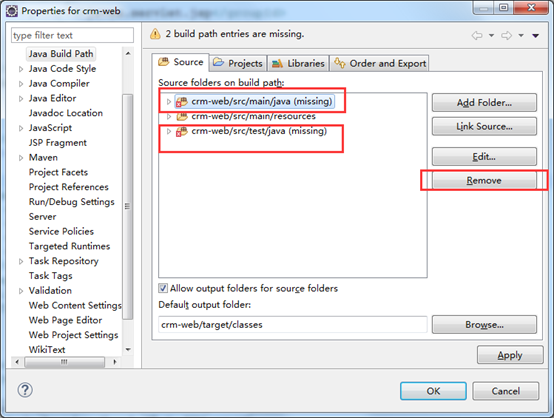 Properties for crm-web
type filter text
2 build path entries are missing.
Java Build Path
Java Code Style
Java Compiler
Java Editor
Javadoc Location
JavaScript
JSP Fragment
Maven
Project Facets
Project References
Run/Debug Settings
Server
Service Policies
Targeted Runtimes
Task Repository
Task Tags
Validation
Web Content Settings
Web Page Editor
Web Project Settings
WikiText
Source
Projects
Libraries
Order and Export
Source folders on build path:
crm-web/src/main/java (missing)
crm-web/src/main/resources
crm-web/src/test/java (missing)
Add Folder...
Link Source...
Edit...
Remove
Allow output folders for source folders
Default output folder:
crm-web/target/classes
Browse...
Apply
OK
Cancel